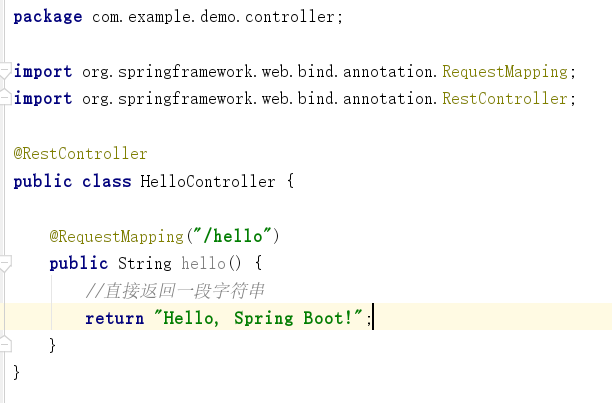 package com.example.demo.controller;
import org.springframework.web.bind.annotation.RequestMapping;
import org.springframework.web.bind.annotation.RestController;
@RestController
public class HelloController {
@RequestMapping("/hello")
public String hello() {
//直接返回一段字符串
return "Hello, Spring Boot!";
}
}